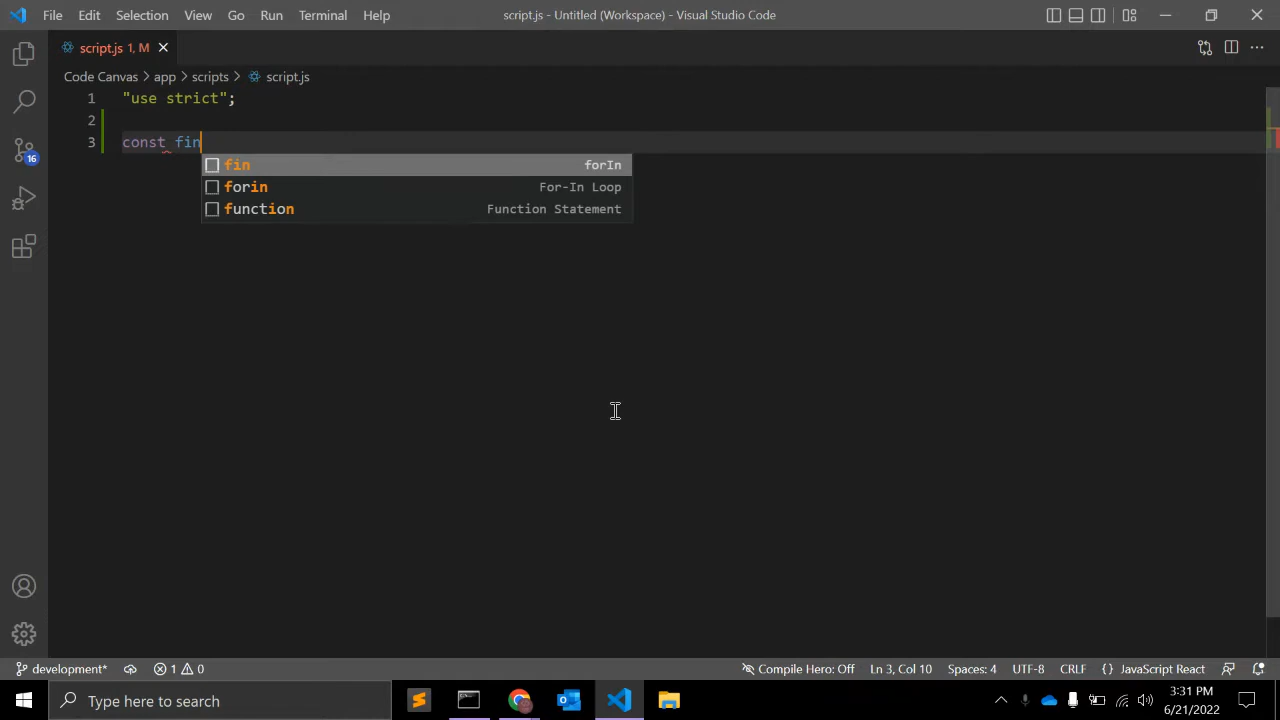 File Edit Selection View Go Run Terminal Help script.js - Untitled (Workspace) - Visual Studio Code
script.js 1, M
Code Canvas > app > scripts > script.js
1 "use strict";
2
3 const fin
fin forIn
forin For-In Loop
function Function Statement
16
development* 1 0 Compile Hero: Off Ln 3, Col 10 Spaces: 4 UTF-8 CRLF {} JavaScript React
Type here to search
3:31 PM
6/21/2022